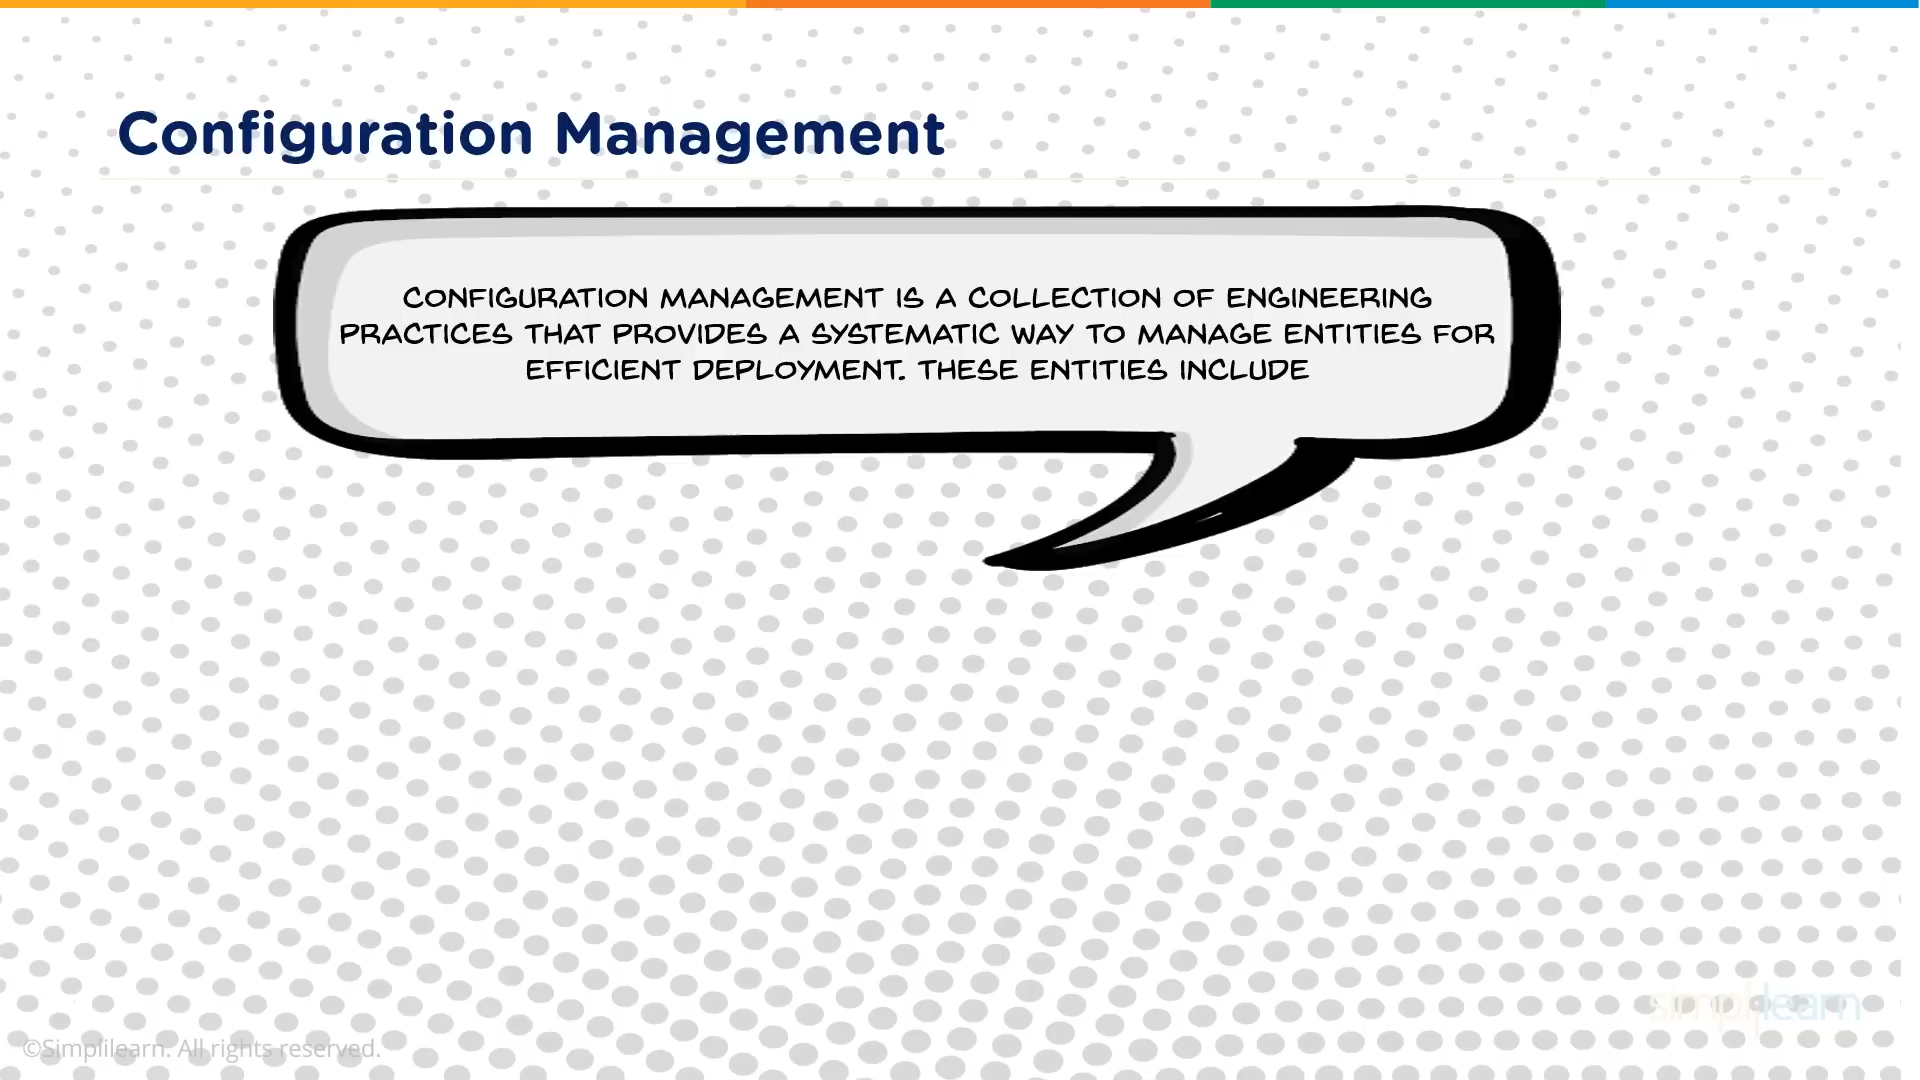 Configuration Management
CONFIGURATION MANAGEMENT IS A COLLECTION OF ENGINEERING
PRACTICES THAT PROVIDES A SYSTEMATIC WAY TO MANAGE ENTITIES FOR
EFFICIENT DEPLOYMENT. THESE ENTITIES INCLUDE
simplilearn
©Simplilearn. All rights reserved.